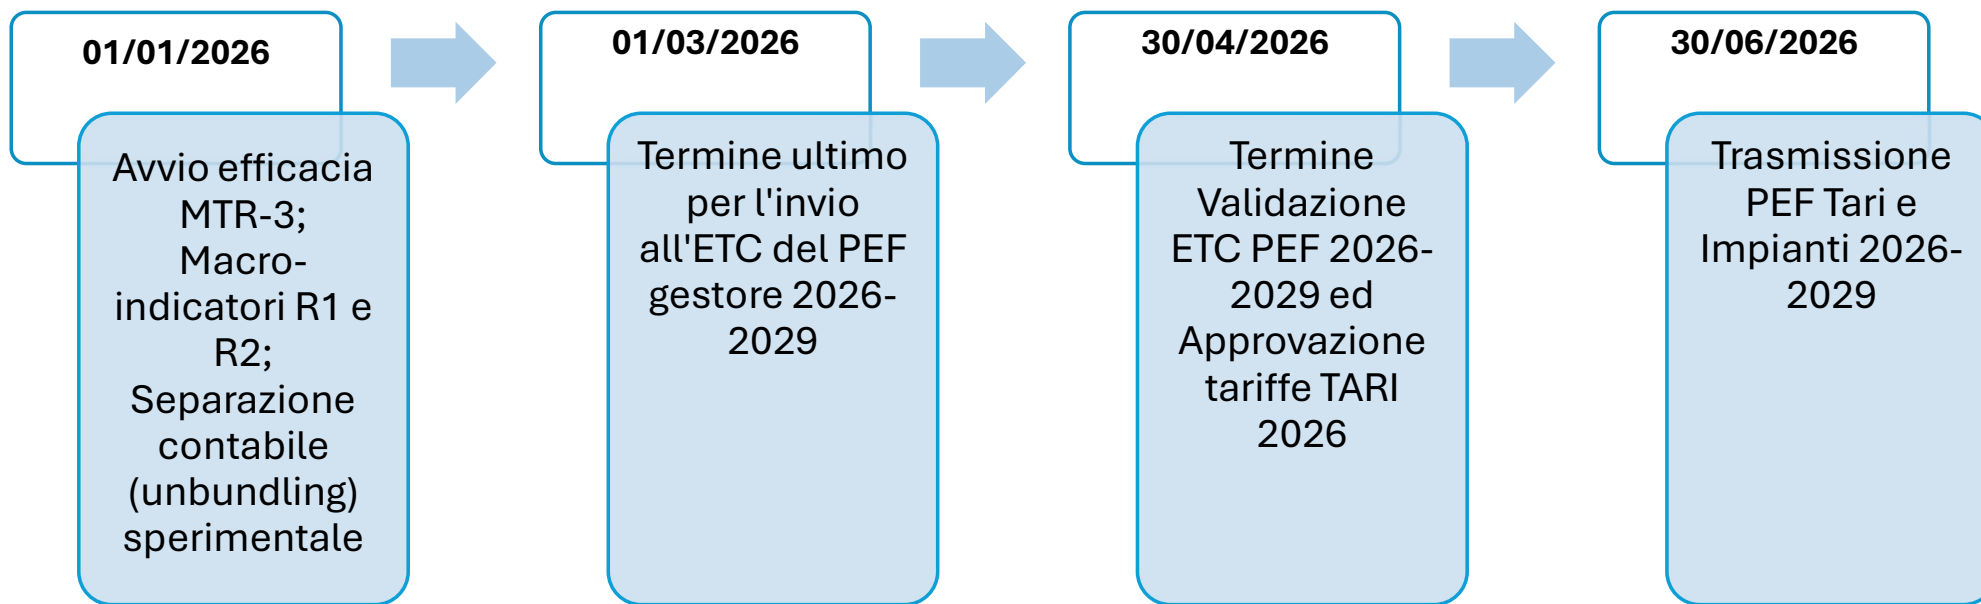 01/01/2026
Avvio efficacia
MTR-3;
Macro-
indicatori R1 e
R2;
Separazione
contabile
(unbundling)
sperimentale
01/03/2026
Termine ultimo
per l'invio
all'ETC del PEF
gestore 2026-
2029
30/04/2026
Termine
Validazione
ETC PEF 2026-
2029 ed
Approvazione
tariffe TARI
2026
30/06/2026
Trasmissione
PEF Tari e
Impianti 2026-
2029